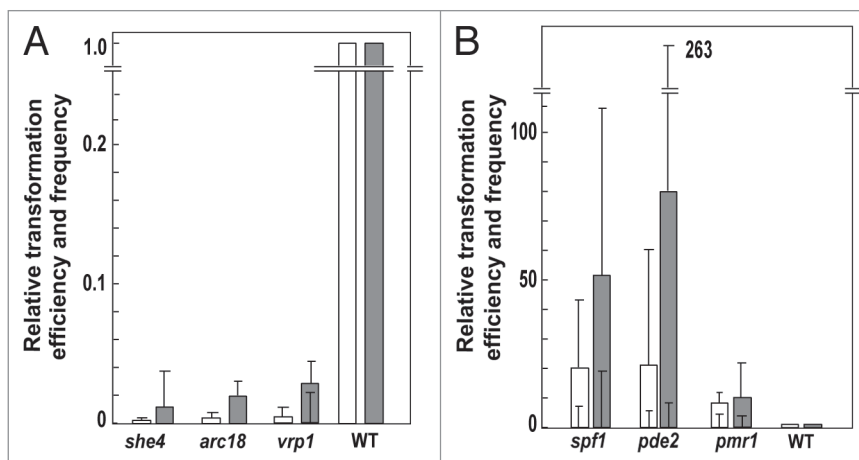 A
Relative transformation
efficiency and frequency
1.0
0.2
0.1
0
she4 arc18 vrp1 WT
B
Relative transformation
efficiency and frequency
263
100
50
0
spf1 pde2 pmr1 WT